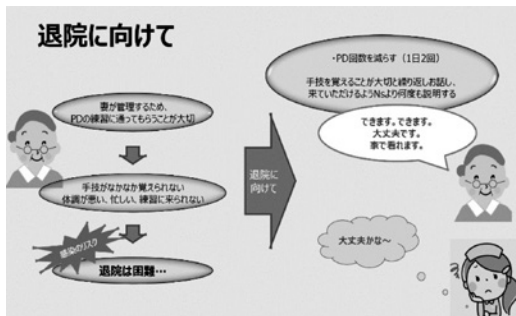 退院に向けて
妻が管理するため、
PDの練習に通ってもらうことが大切
手技がなかなか覚えられない
体調が悪い、忙しい、練習に来られない
感染のリスク
退院は困難…
退院に
向けて
・PD回数を減らす（1日2回）
手技を覚えることが大切と繰り返しお話し、
来ていただけるようNsより何度も説明する
できます。できます。
大丈夫です。
家で看れます。
大丈夫かな～